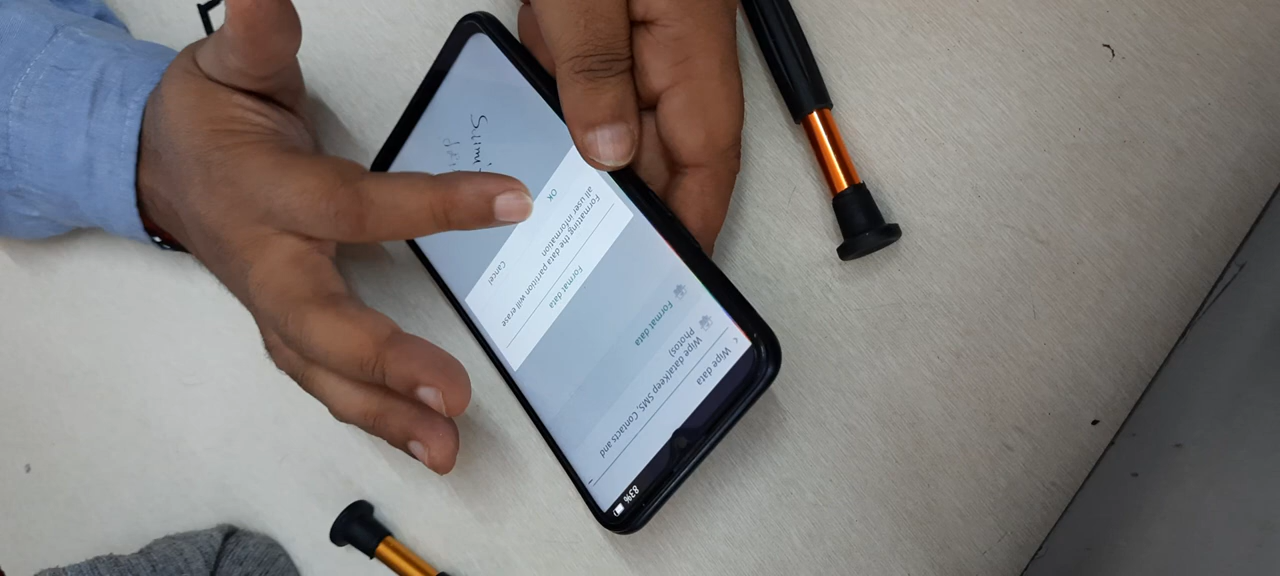 83%
< Wipe data
Wipe data(Keep SMS, Contacts and
Photos)
Format data
Format data
Formatting the data partition will erase
all user information
Cancel
OK